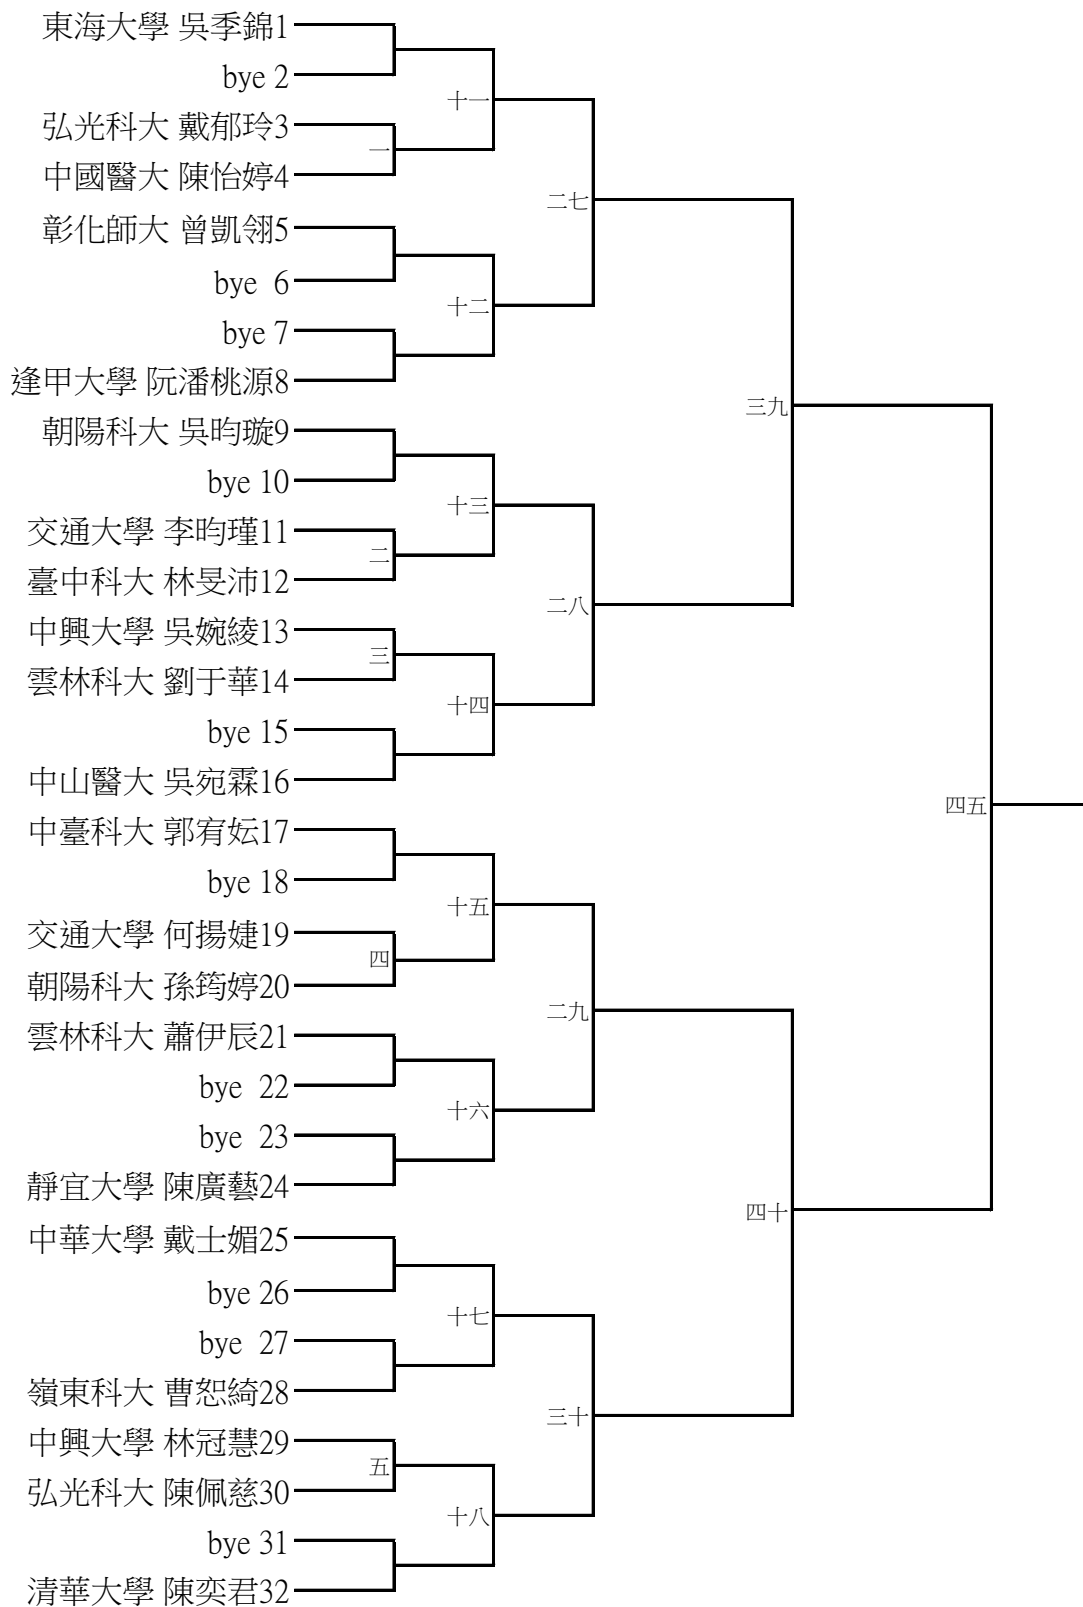 東海大學 吳季錦1
bye 2
十一
弘光科大 戴郁玲3
一
中國醫大 陳怡婷4
二七
彰化師大 曾凱翎5
bye 6
十二
bye 7
逢甲大學 阮潘桃源8
三九
朝陽科大 吳昀璇9
bye 10
十三
交通大學 李昀瑾11
二
臺中科大 林旻沛12
二八
中興大學 吳婉綾13
三
雲林科大 劉于華14
十四
bye 15
中山醫大 吳宛霖16
四五
中臺科大 郭宥妘17
bye 18
十五
交通大學 何揚婕19
四
朝陽科大 孫筠婷20
二九
雲林科大 蕭伊辰21
bye 22
十六
bye 23
靜宜大學 陳廣藝24
四十
中華大學 戴士媚25
bye 26
十七
bye 27
嶺東科大 曹恕綺28
三十
中興大學 林冠慧29
五
弘光科大 陳佩慈30
十八
bye 31
清華大學 陳奕君32